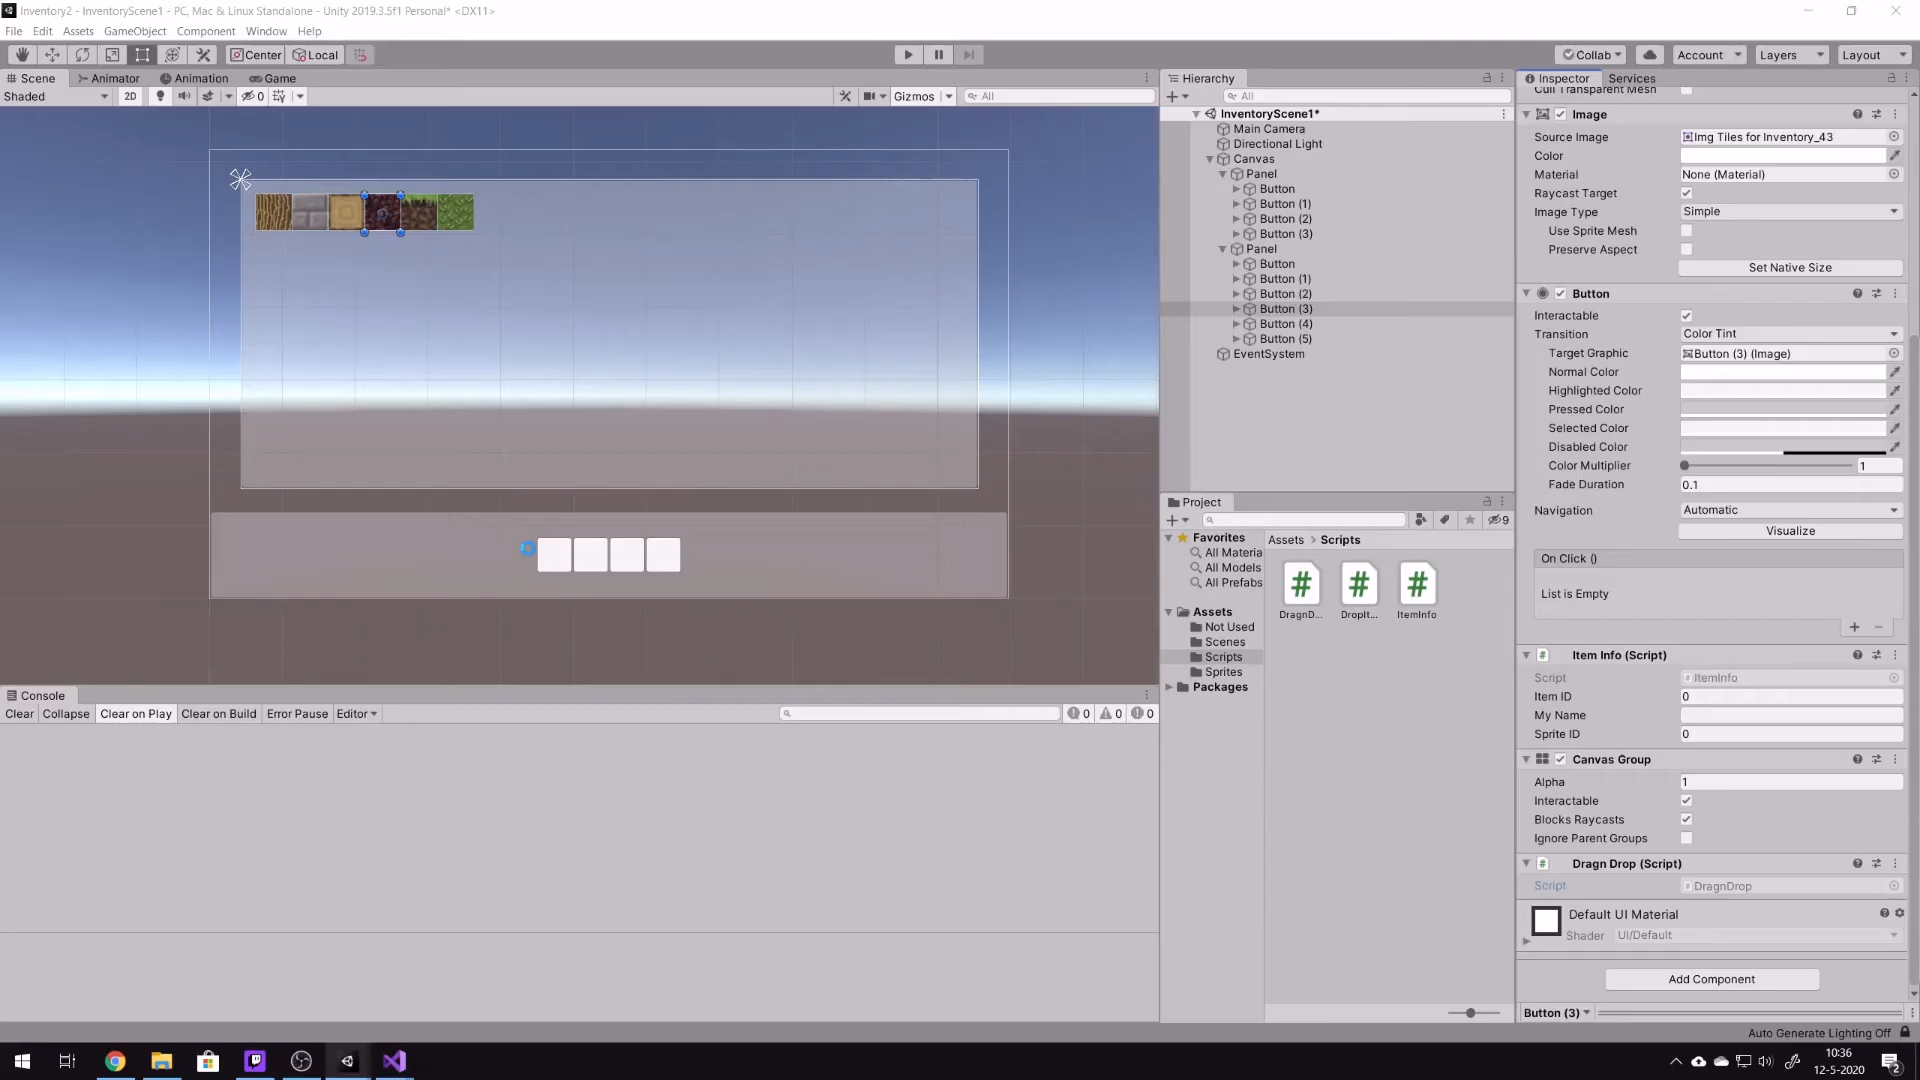 Inventory2 - InventoryScene1 - PC, Mac & Linux Standalone - Unity 2019.3.5f1 Personal* <DX11>
File Edit Assets GameObject Component Window Help
Center Local Collab Account Layers Layout
Scene Animator Animation Game
Shaded 2D 0 Gizmos All
Hierarchy
All
InventoryScene1*
Main Camera
Directional Light
Canvas
Panel
Button
Button (1)
Button (2)
Button (3)
Panel
Button
Button (1)
Button (2)
Button (3)
Button (4)
Button (5)
EventSystem
Project
9
Favorites
All Materia
All Models
All Prefabs
Assets
Not Used
Scenes
Scripts
Sprites
Packages
Assets > Scripts
DragnD... DropIt... ItemInfo
Console
Clear Collapse Clear on Play Clear on Build Error Pause Editor 0 0 0
Inspector Services
Cull Transparent Mesh
Image
Source Image Img Tiles for Inventory_43
Color
Material None (Material)
Raycast Target
Image Type Simple
Use Sprite Mesh
Preserve Aspect
Set Native Size
Button
Interactable
Transition Color Tint
Target Graphic Button (3) (Image)
Normal Color
Highlighted Color
Pressed Color
Selected Color
Disabled Color
Color Multiplier 1
Fade Duration 0.1
Navigation Automatic
Visualize
On Click ()
List is Empty
Item Info (Script)
Script ItemInfo
Item ID 0
My Name
Sprite ID 0
Canvas Group
Alpha 1
Interactable
Blocks Raycasts
Ignore Parent Groups
Dragn Drop (Script)
Script DragnDrop
Default UI Material
Shader UI/Default
Add Component
Button (3)
Auto Generate Lighting Off
10:36
12-5-2020
2